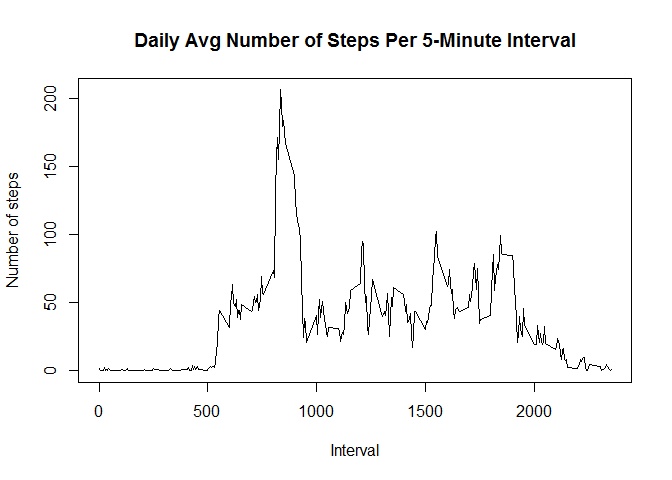 Daily Avg Number of Steps Per 5-Minute Interval
Number of steps
200
150
100
50
0
0 500 1000 1500 2000
Interval